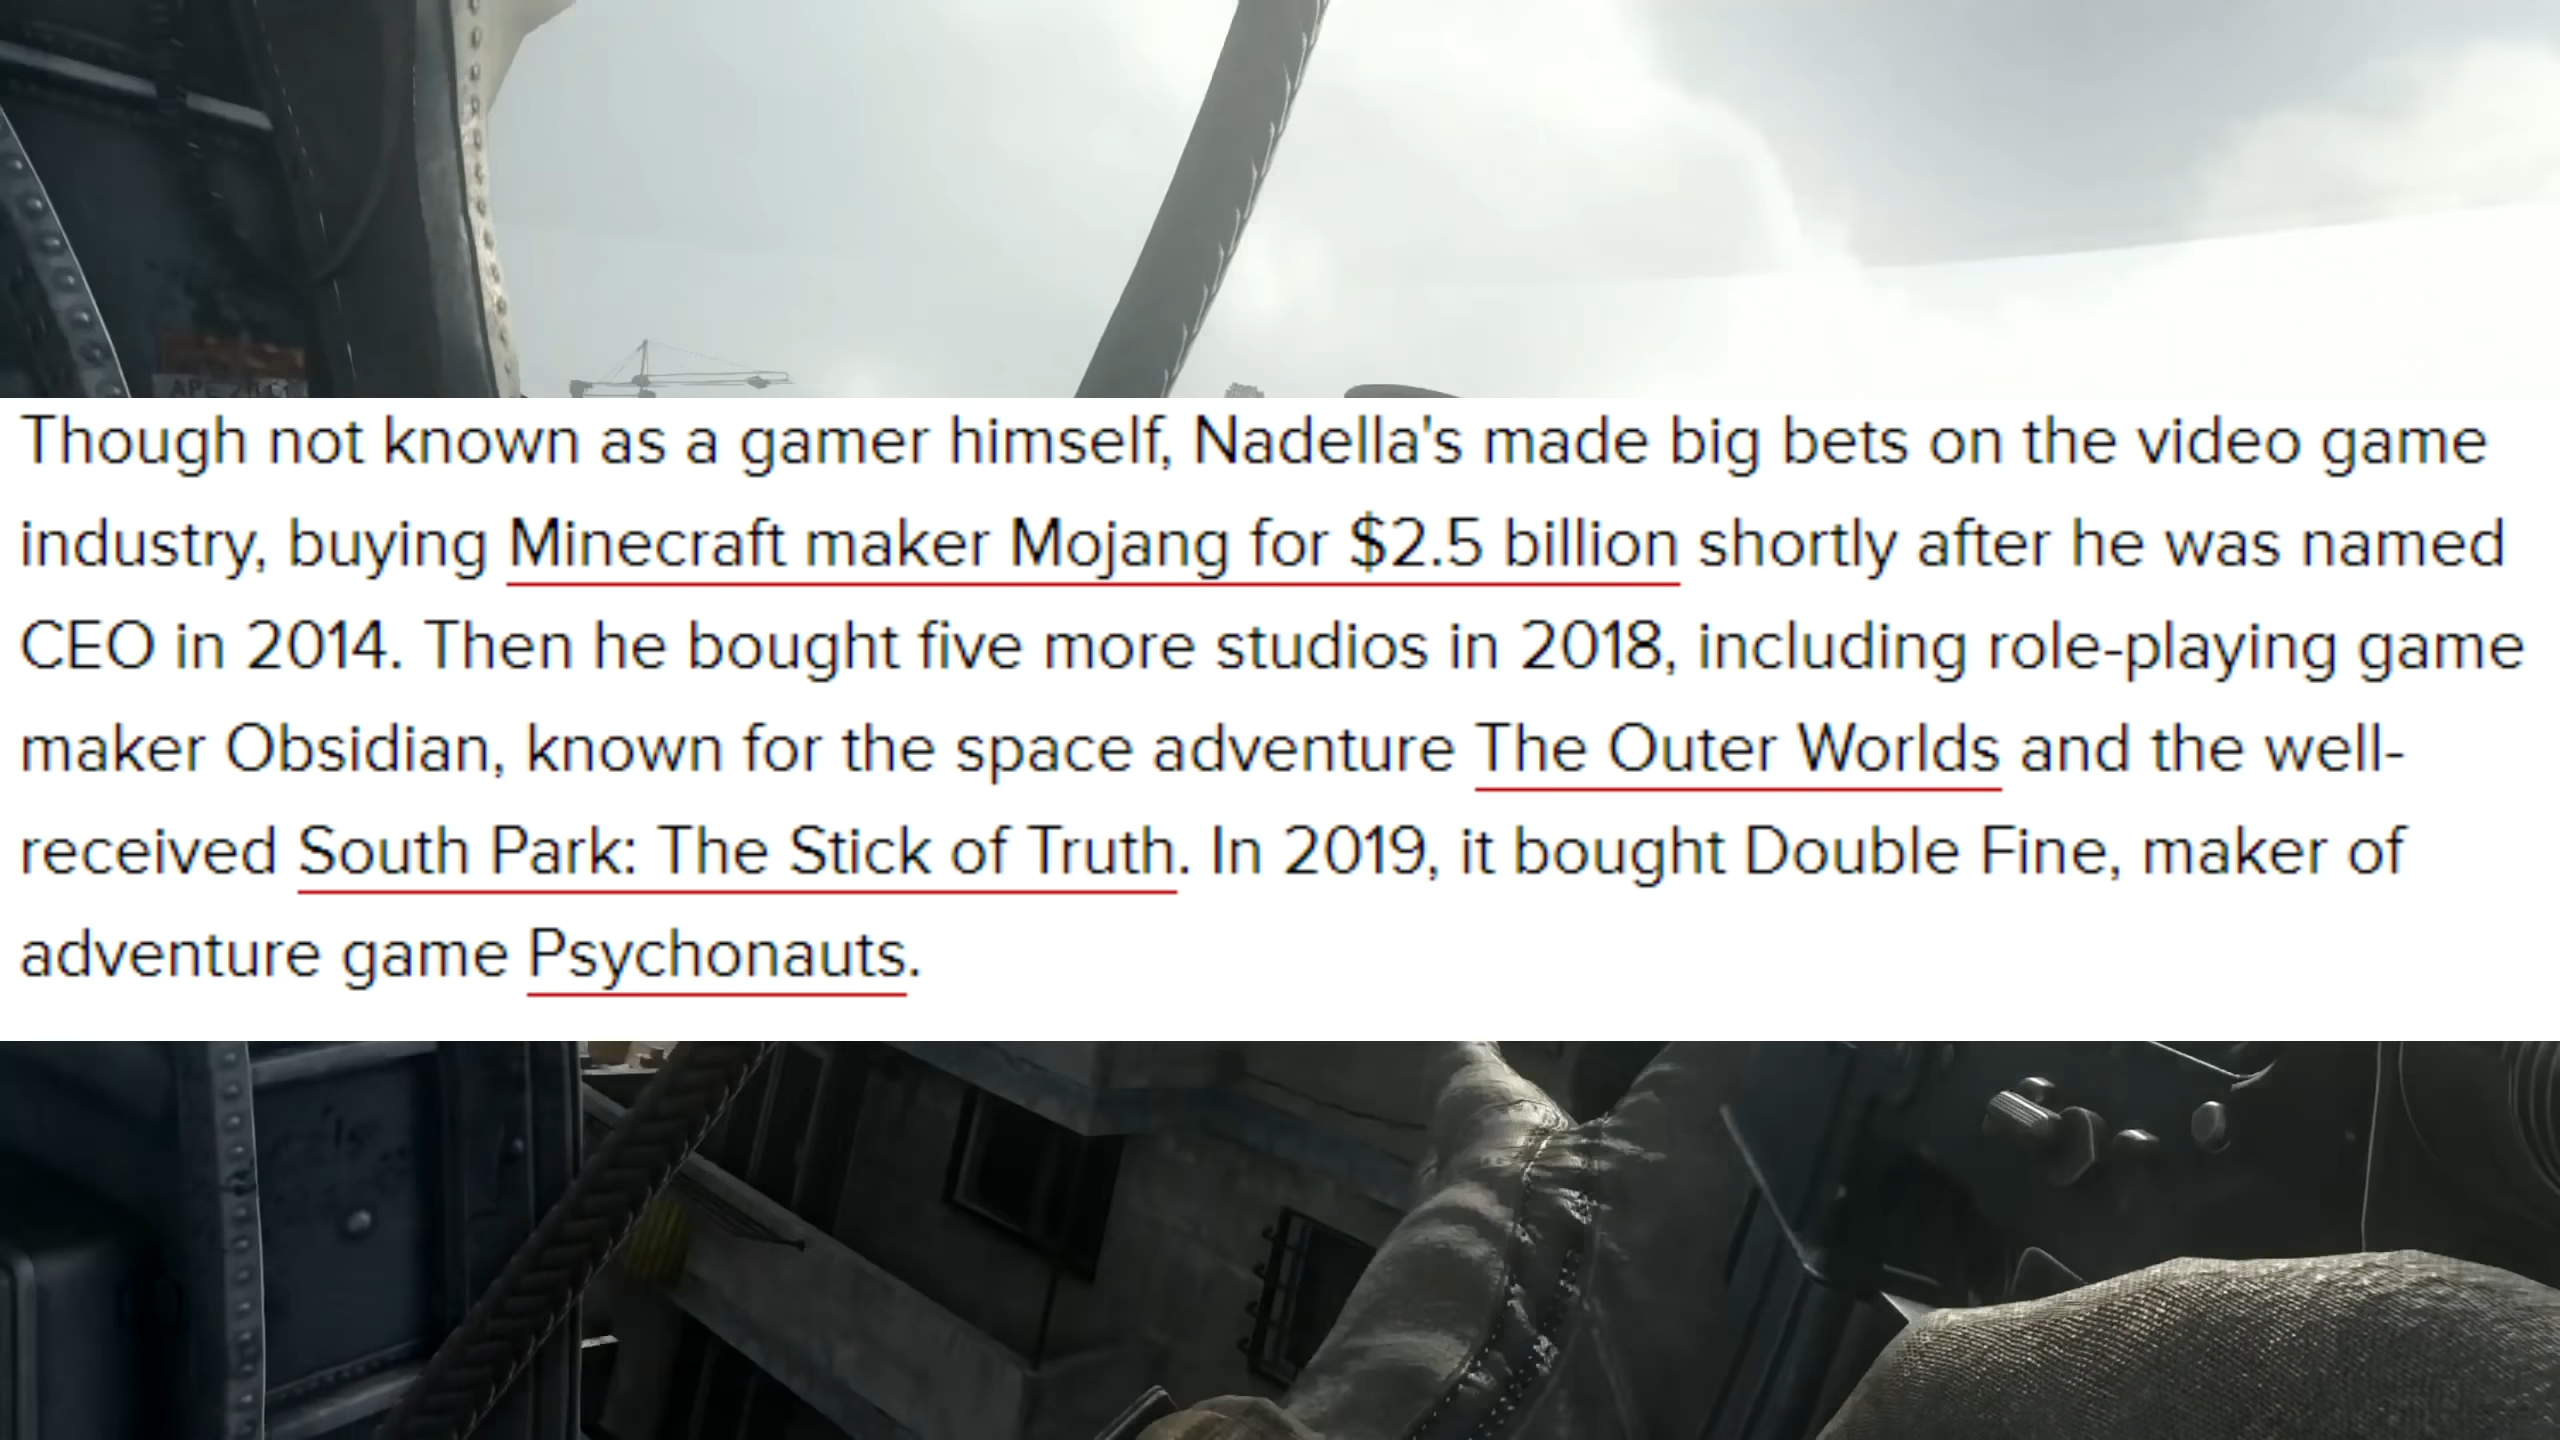 Though not known as a gamer himself, Nadella's made big bets on the video game
industry, buying Minecraft maker Mojang for $2.5 billion shortly after he was named
CEO in 2014. Then he bought five more studios in 2018, including role-playing game
maker Obsidian, known for the space adventure The Outer Worlds and the well-
received South Park: The Stick of Truth. In 2019, it bought Double Fine, maker of
adventure game Psychonauts.